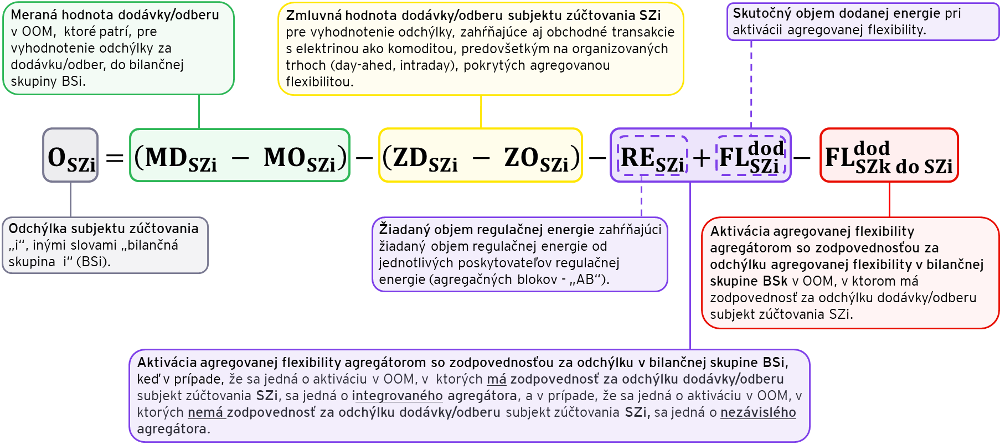 Meraná hodnota dodávky/odberu
v OOM, ktoré patrí, pre
vyhodnotenie odchýlky za
dodávku/odber, do bilančnej
skupiny BSi.
Zmluvná hodnota dodávky/odberu subjektu zúčtovania SZi
pre vyhodnotenie odchýlky, zahŕňajúce aj obchodné transakcie
s elektrinou ako komoditou, predovšetkým na organizovaných
trhoch (day-ahed, intraday), pokrytých agregovanou
flexibilitou.
Skutočný objem dodanej energie pri
aktivácii agregovanej flexibility.
O_SZi = (MD_SZi − MO_SZi) − (ZD_SZi − ZO_SZi) − RE_SZi + FL_SZi^dod − FL_SZk do SZi^dod
Odchýlka subjektu zúčtovania
„i“, inými slovami „bilančná
skupina i“ (BSi).
Žiadaný objem regulačnej energie zahŕňajúci
žiadaný objem regulačnej energie od
jednotlivých poskytovateľov regulačnej
energie (agregačných blokov - „AB“).
Aktivácia agregovanej flexibility
agregátorom so zodpovednosťou za
odchýlku agregovanej flexibility v bilančnej
skupine BSk v OOM, v ktorom má
zodpovednosť za odchýlku dodávky/odberu
subjekt zúčtovania SZi.
Aktivácia agregovanej flexibility agregátorom so zodpovednosťou za odchýlku v bilančnej skupine BSi,
keď v prípade, že sa jedná o aktiváciu v OOM, v ktorých má zodpovednosť za odchýlku dodávky/odberu
subjekt zúčtovania SZi, sa jedná o integrovaného agregátora, a v prípade, že sa jedná o aktiváciu v OOM, v
ktorých nemá zodpovednosť za odchýlku dodávky/odberu subjekt zúčtovania SZi, sa jedná o nezávislého
agregátora.